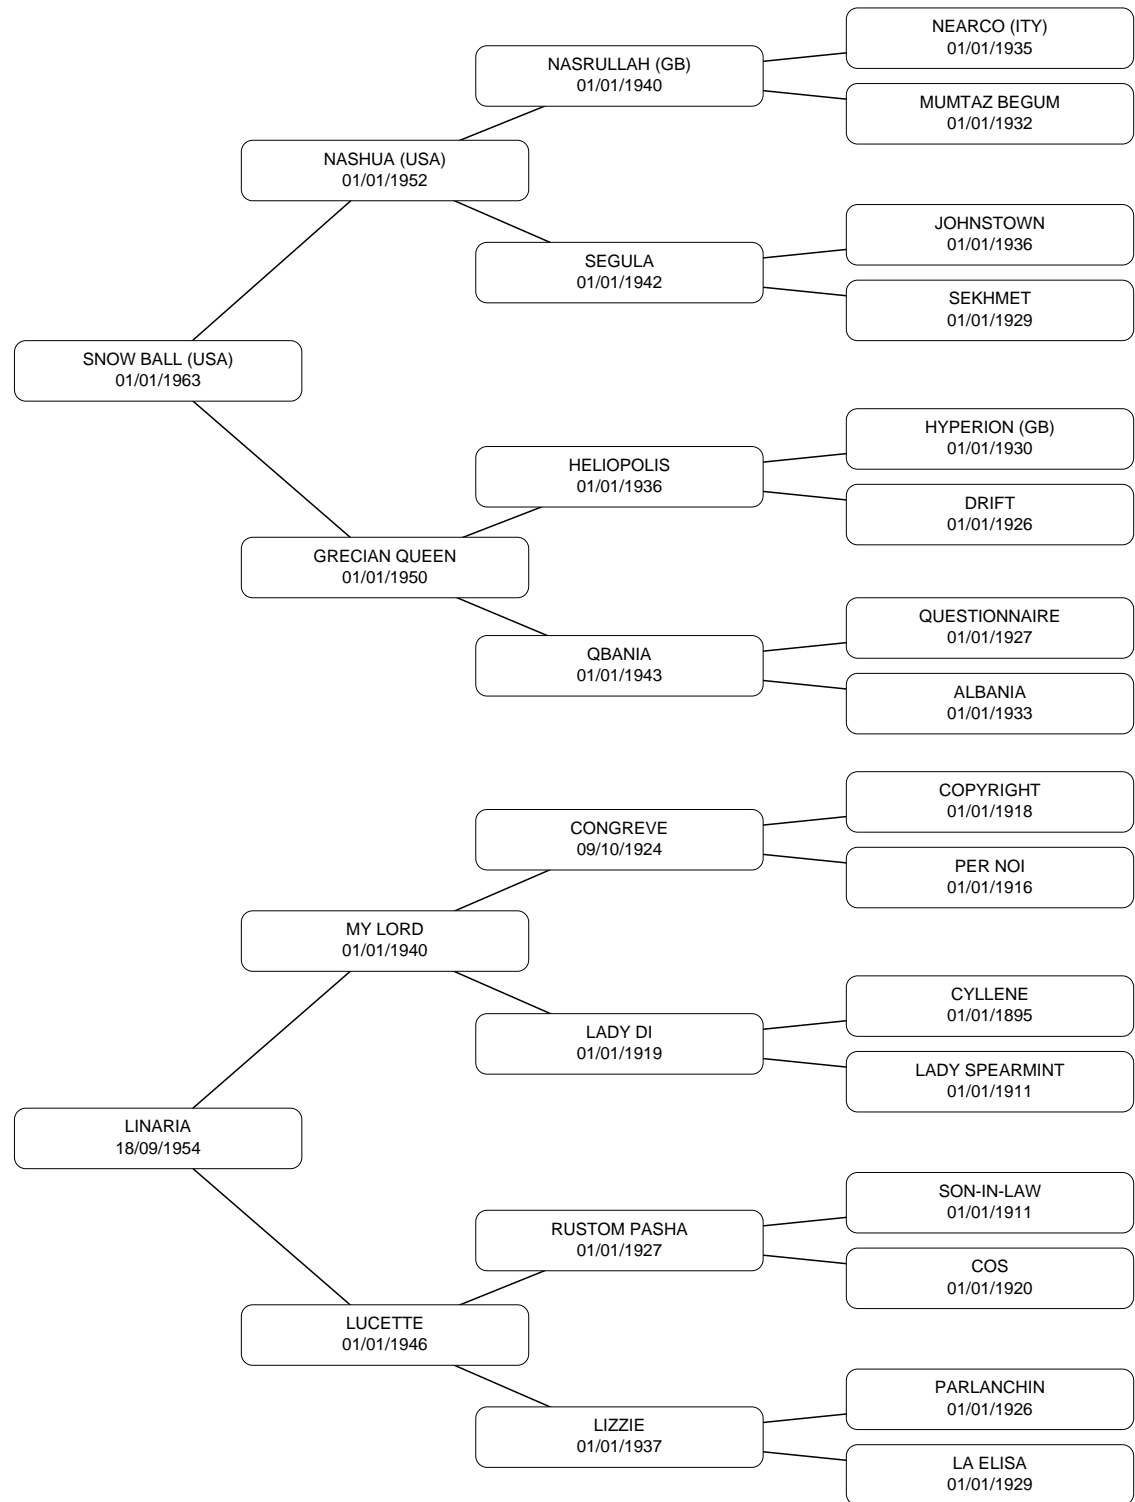 NEARCO (ITY)
01/01/1935
NASRULLAH (GB)
01/01/1940
MUMTAZ BEGUM
01/01/1932
NASHUA (USA)
01/01/1952
JOHNSTOWN
01/01/1936
SEGULA
01/01/1942
SEKHMET
01/01/1929
SNOW BALL (USA)
01/01/1963
HYPERION (GB)
01/01/1930
HELIOPOLIS
01/01/1936
DRIFT
01/01/1926
GRECIAN QUEEN
01/01/1950
QUESTIONNAIRE
01/01/1927
QBANIA
01/01/1943
ALBANIA
01/01/1933
COPYRIGHT
01/01/1918
CONGREVE
09/10/1924
PER NOI
01/01/1916
MY LORD
01/01/1940
CYLLENE
01/01/1895
LADY DI
01/01/1919
LADY SPEARMINT
01/01/1911
LINARIA
18/09/1954
SON-IN-LAW
01/01/1911
RUSTOM PASHA
01/01/1927
COS
01/01/1920
LUCETTE
01/01/1946
PARLANCHIN
01/01/1926
LIZZIE
01/01/1937
LA ELISA
01/01/1929